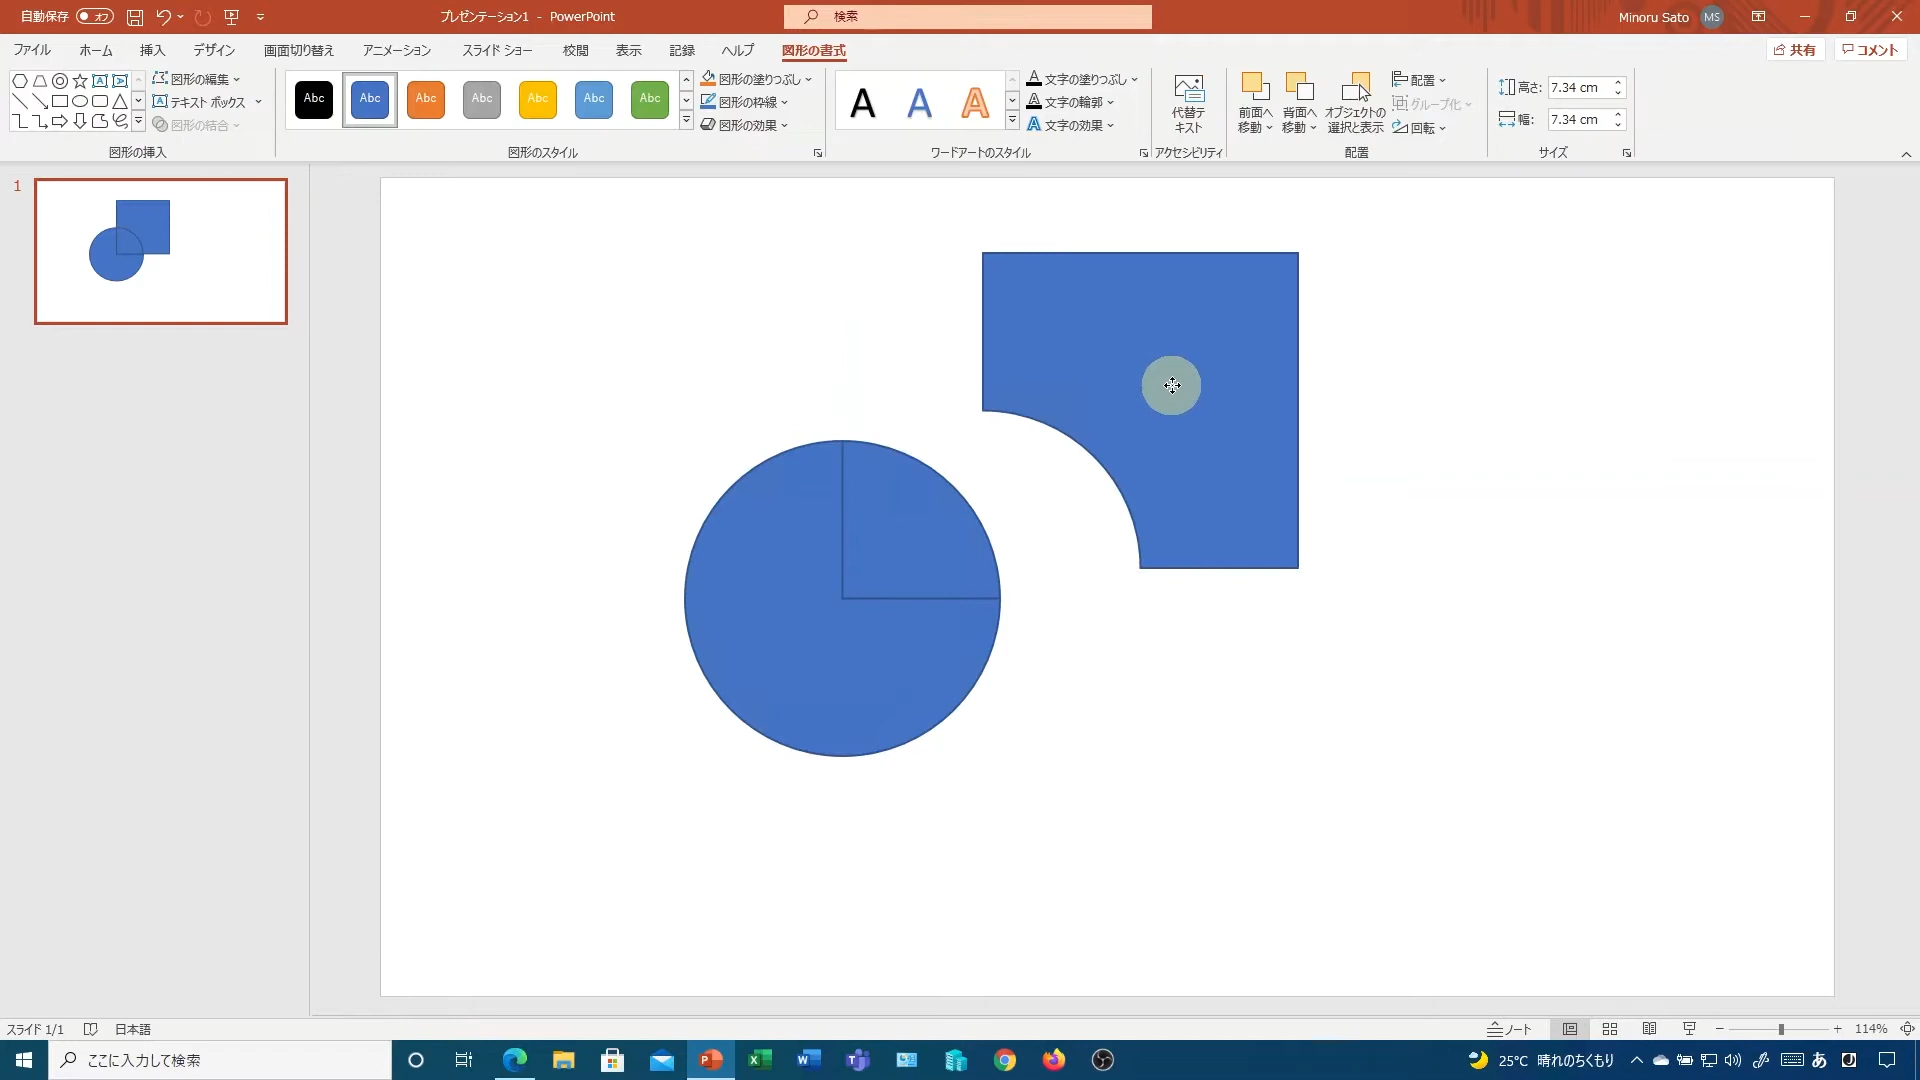 自動保存 オフ プレゼンテーション1 - PowerPoint 検索 Minoru Sato MS
ファイル ホーム 挿入 デザイン 画面切り替え アニメーション スライド ショー 校閲 表示 記録 ヘルプ 図形の書式 共有 コメント
図形の編集
テキスト ボックス
図形の結合
図形の挿入
Abc Abc Abc Abc Abc Abc Abc
図形の塗りつぶし
図形の枠線
図形の効果
図形のスタイル
A A A
文字の塗りつぶし
文字の輪郭
文字の効果
ワードアートのスタイル
代替テ
キスト
アクセシビリティ
前面へ
移動
背面へ
移動
オブジェクトの
選択と表示
配置
グループ化
回転
配置
高さ: 7.34 cm
幅: 7.34 cm
サイズ
1
スライド 1/1 日本語 ノート 114%
ここに入力して検索 25°C 晴れのちくもり あ